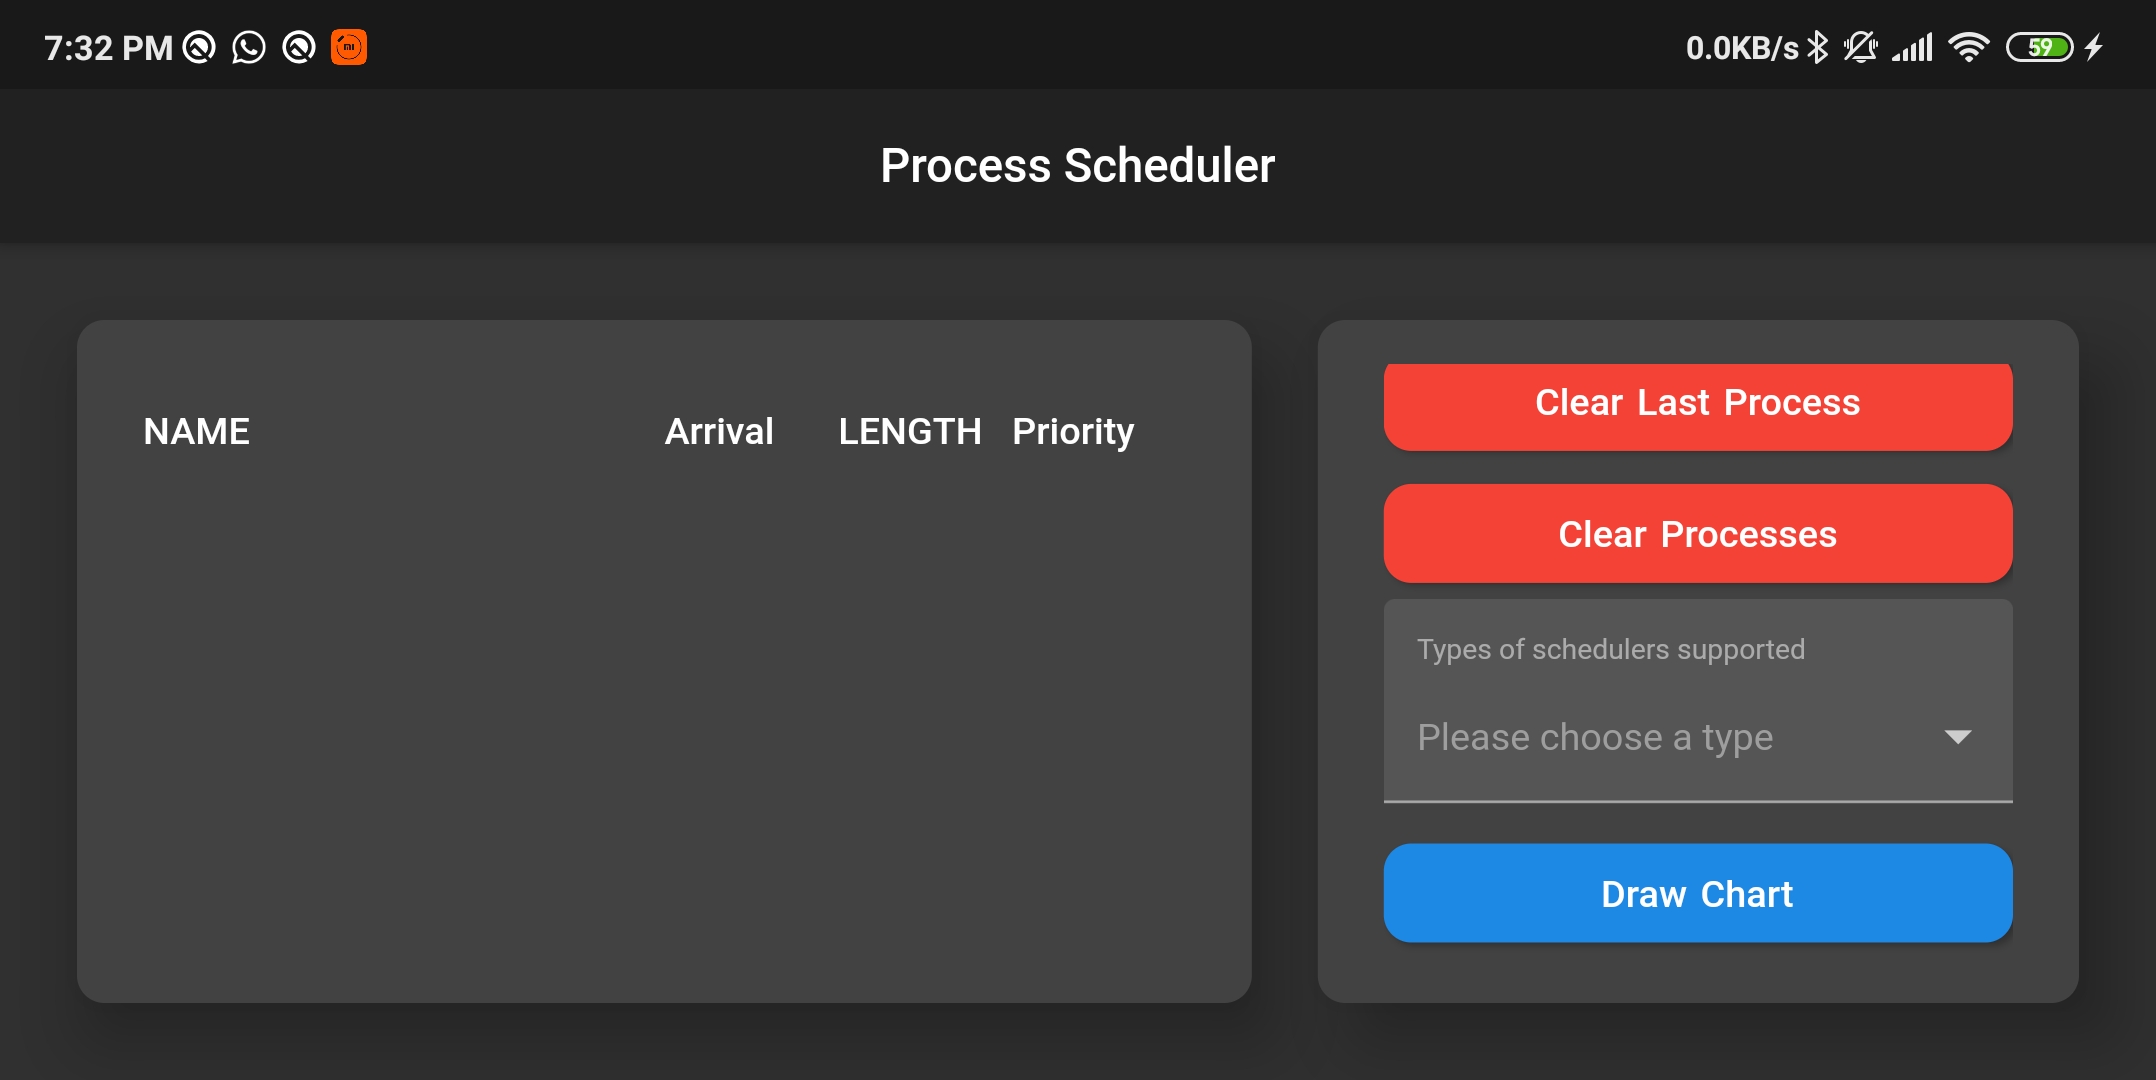 7:32 PM
0.0KB/s
59
Process Scheduler
NAME Arrival LENGTH Priority
Clear Last Process
Clear Processes
Types of schedulers supported
Please choose a type
Draw Chart